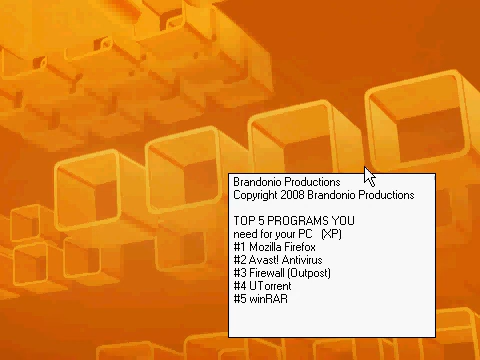 Brandonio Productions
Copyright 2008 Brandonio Productions
TOP 5 PROGRAMS YOU
need for your PC (XP)
#1 Mozilla Firefox
#2 Avast! Antivirus
#3 Firewall (Outpost)
#4 UTorrent
#5 winRAR